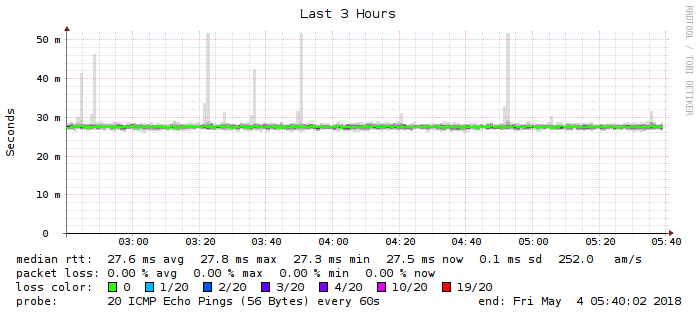 Last 3 Hours
RRDTOOL / TOBI OETIKER
Seconds
50 m
40 m
30 m
20 m
10 m
0
03:00 03:20 03:40 04:00 04:20 04:40 05:00 05:20 05:40
median rtt: 27.6 ms avg 27.8 ms max 27.3 ms min 27.5 ms now 0.1 ms sd 252.0 am/s
packet loss: 0.00 % avg 0.00 % max 0.00 % min 0.00 % now
loss color: 0 1/20 2/20 3/20 4/20 10/20 19/20
probe: 20 ICMP Echo Pings (56 Bytes) every 60s end: Fri May 4 05:40:02 2018